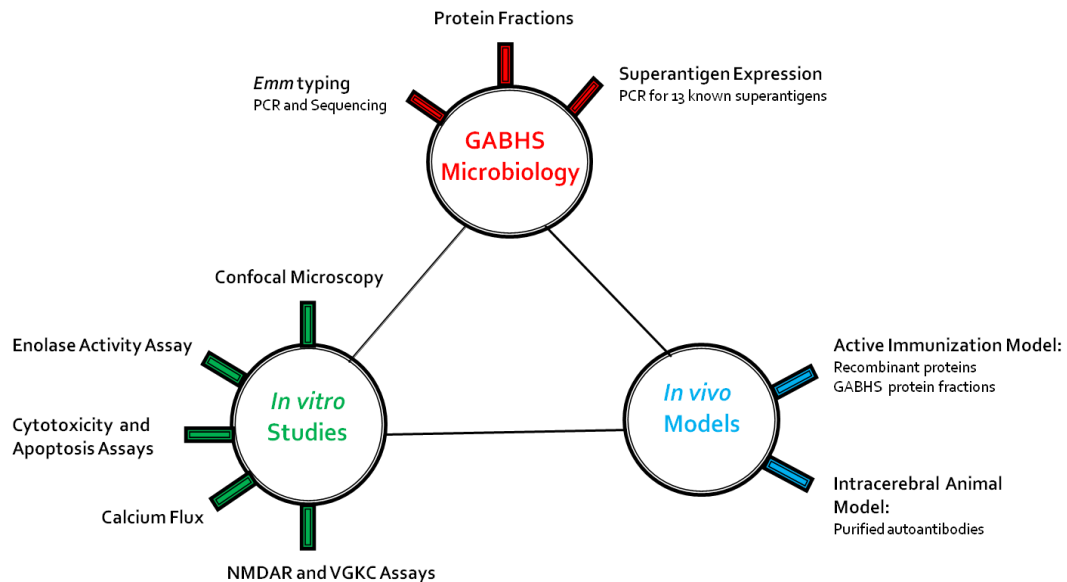 Protein Fractions
Emm typing
PCR and Sequencing
Superantigen Expression
PCR for 13 known superantigens
GABHS
Microbiology
Confocal Microscopy
Enolase Activity Assay
Cytotoxicity and
Apoptosis Assays
Calcium Flux
NMDAR and VGKC Assays
In vitro
Studies
In vivo
Models
Active Immunization Model:
Recombinant proteins
GABHS protein fractions
Intracerebral Animal
Model:
Purified autoantibodies